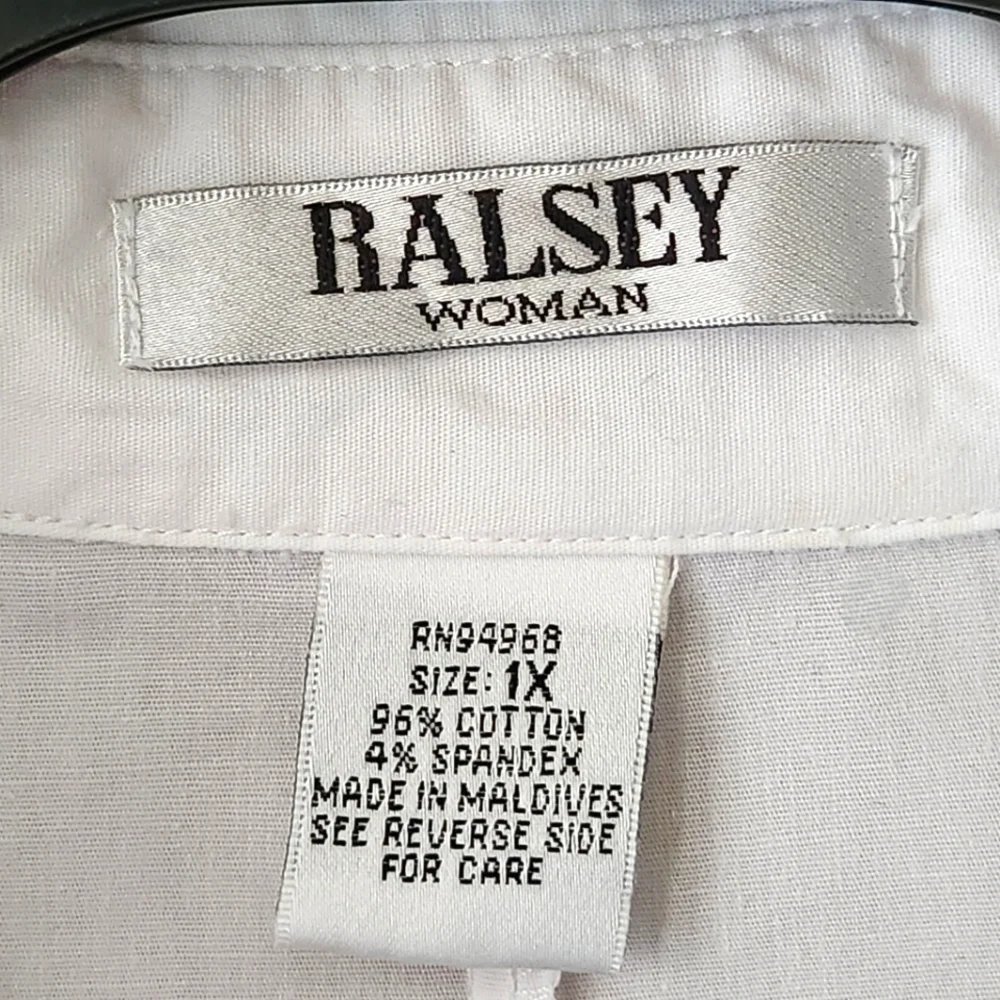 RALSEY
WOMAN
RN94968
SIZE: 1X
96% COTTON
4% SPANDEX
MADE IN MALDIVES
SEE REVERSE SIDE
FOR CARE